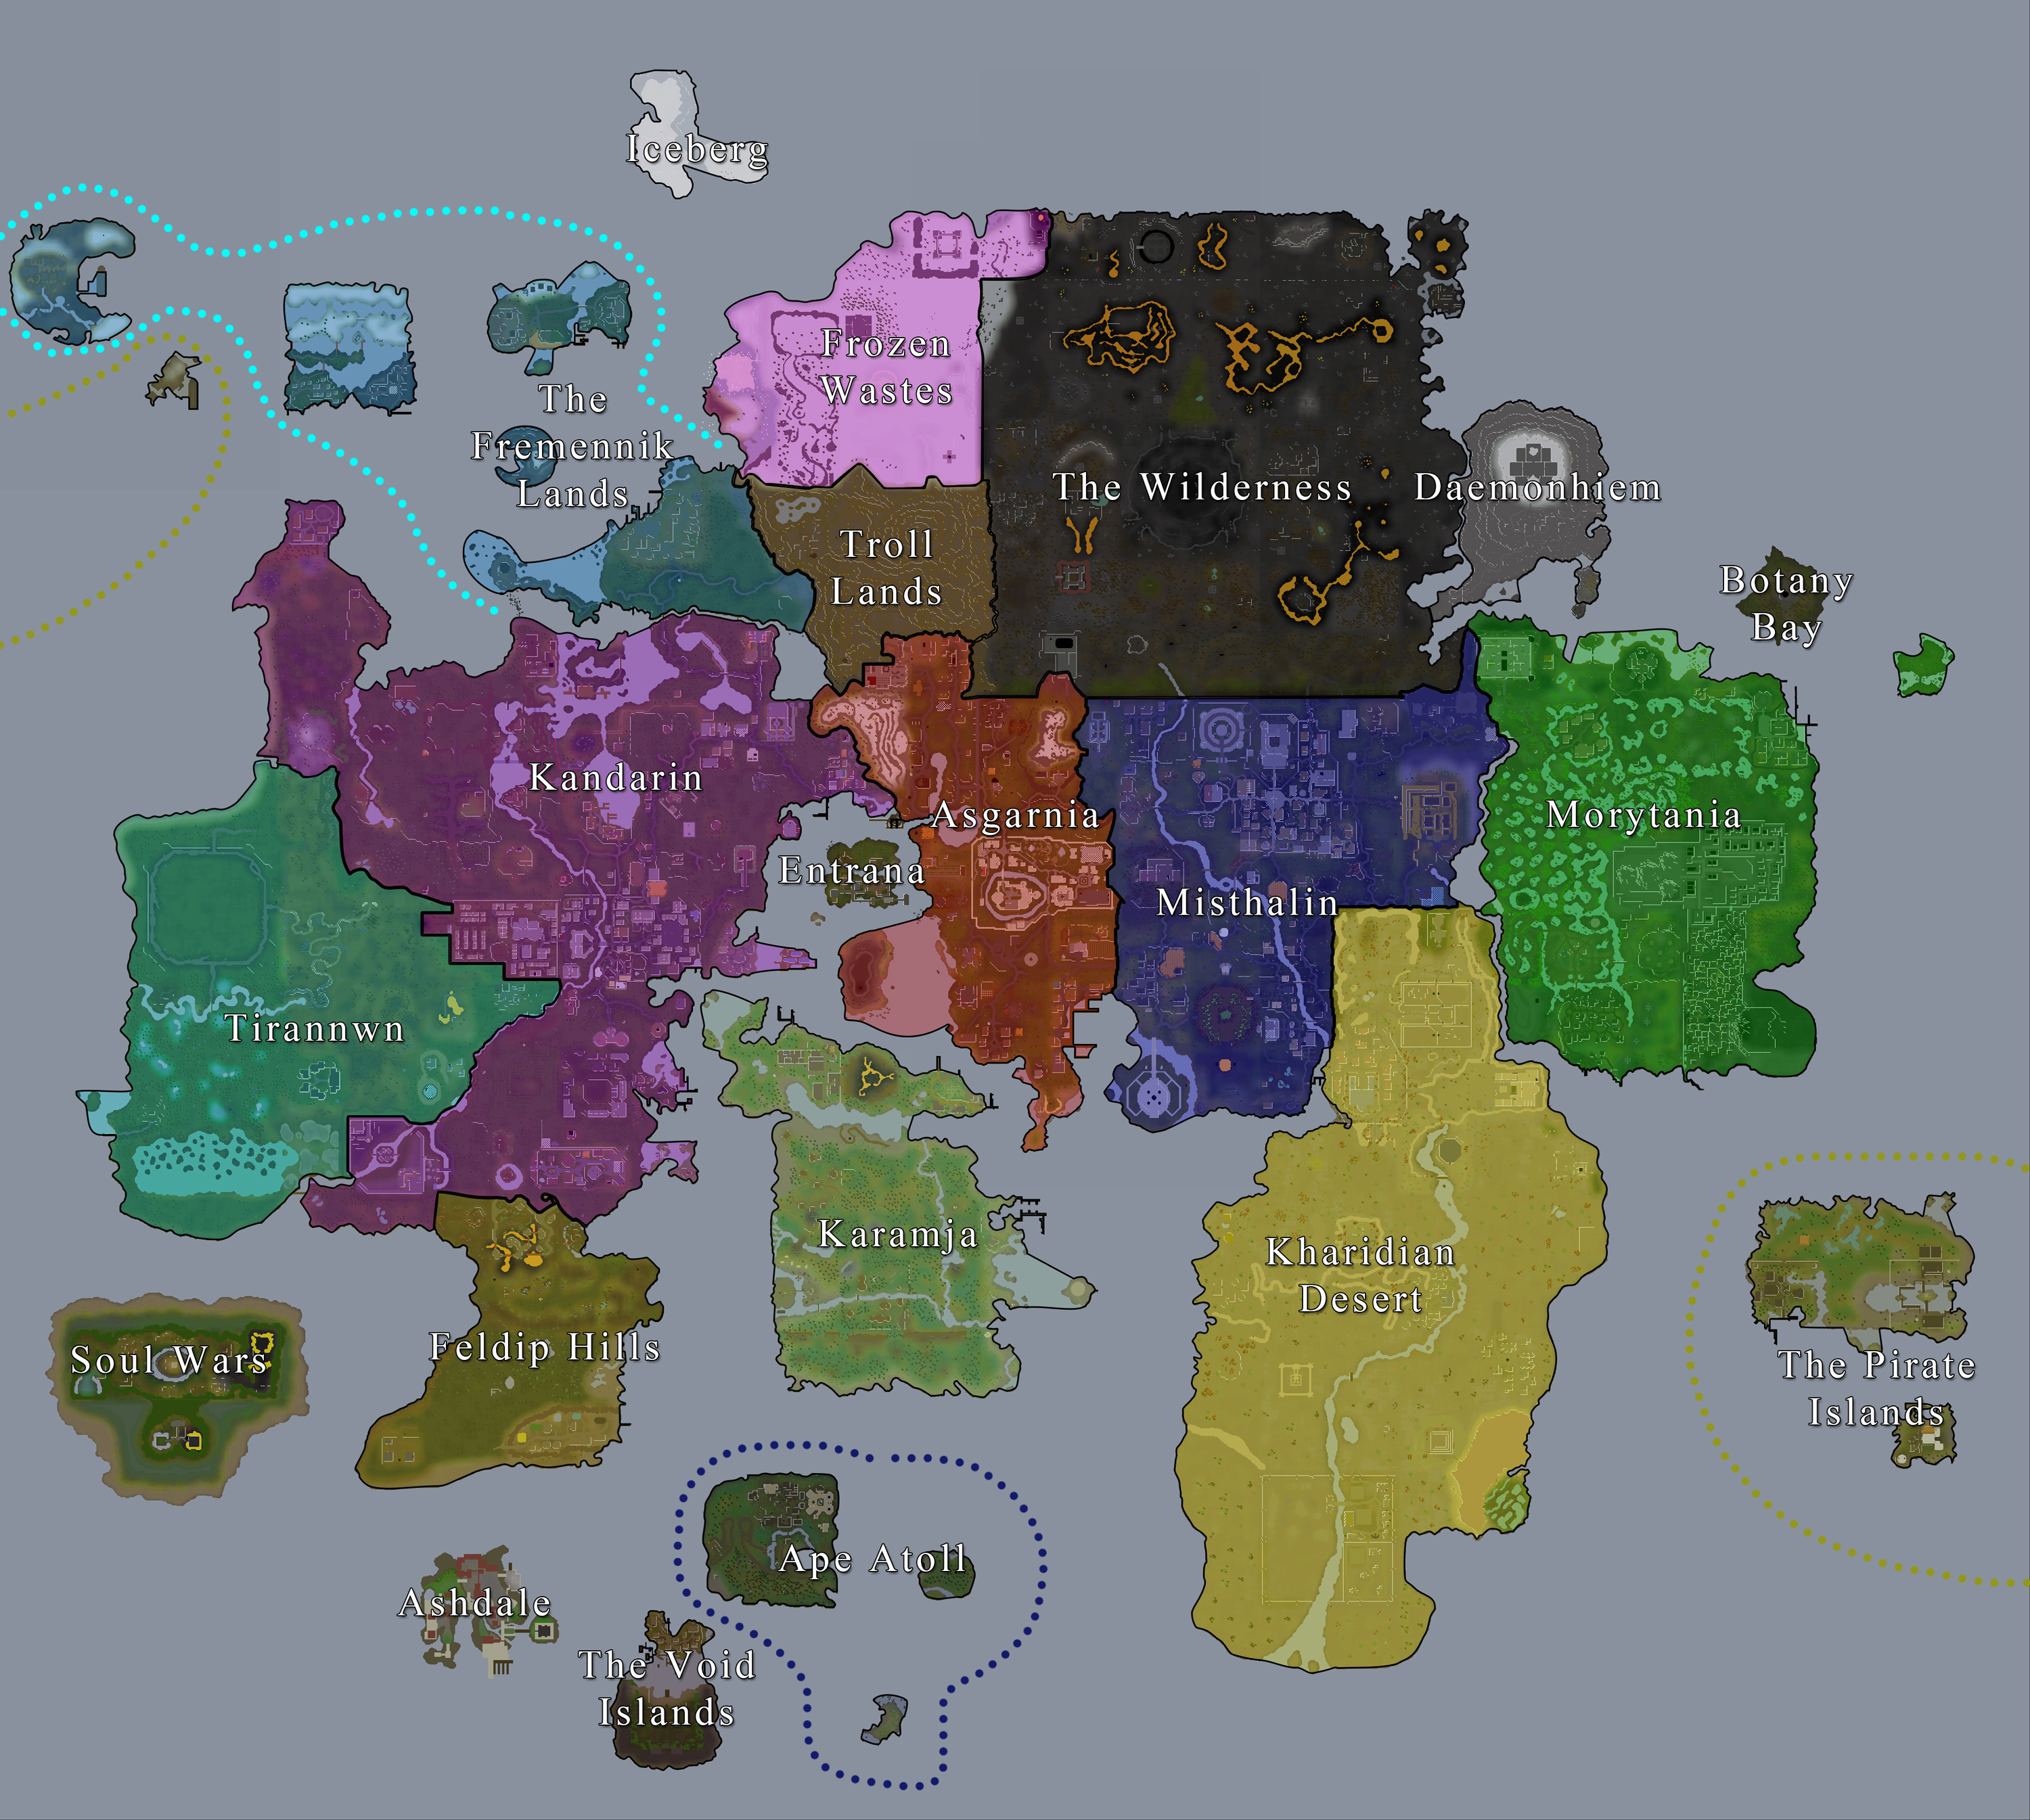 Iceberg
Frozen
Wastes
The
Fremennik
Lands
The Wilderness
Daemonhiem
Troll
Lands
Botany
Bay
Kandarin
Asgarnia
Morytania
Entrana
Misthalin
Tirannwn
Karamja
Kharidian
Desert
Feldip Hills
Soul Wars
The Pirate
Islands
Ape Atoll
Ashdale
The Void
Islands